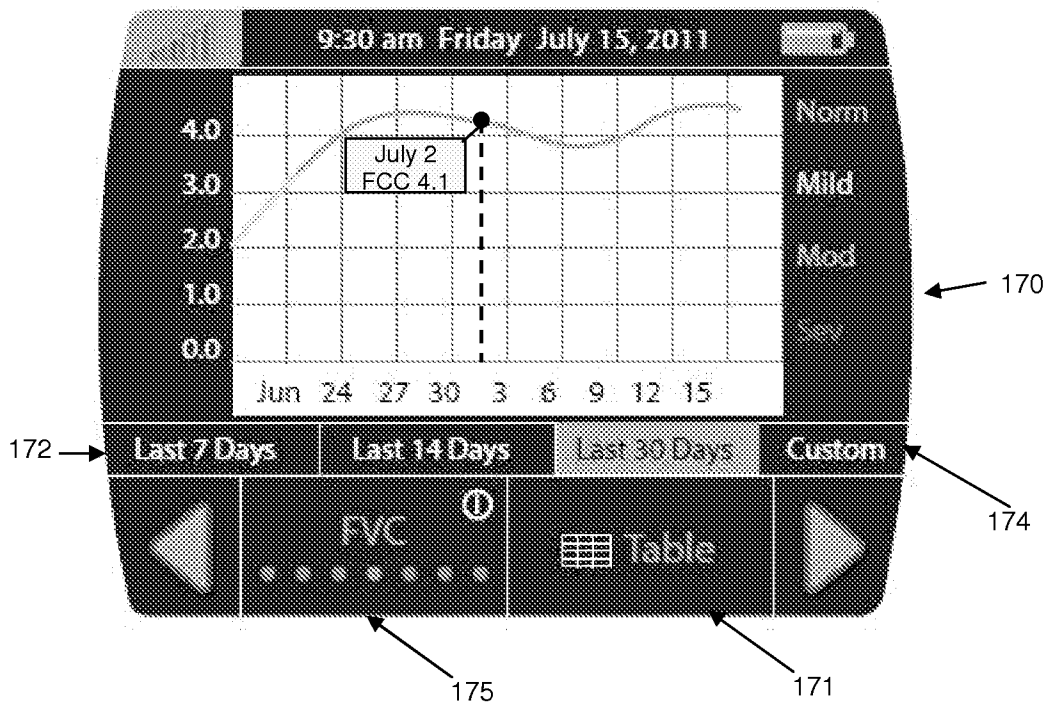 9:30 am Friday July 15, 2011
4.0
3.0
2.0
1.0
0.0
July 2
FCC 4.1
Norm
Mild
Mod
Sev
Jun 24 27 30 3 6 9 12 15
170
172
Last 7 Days Last 14 Days Last 30 Days Custom
174
FVC
Table
175
171